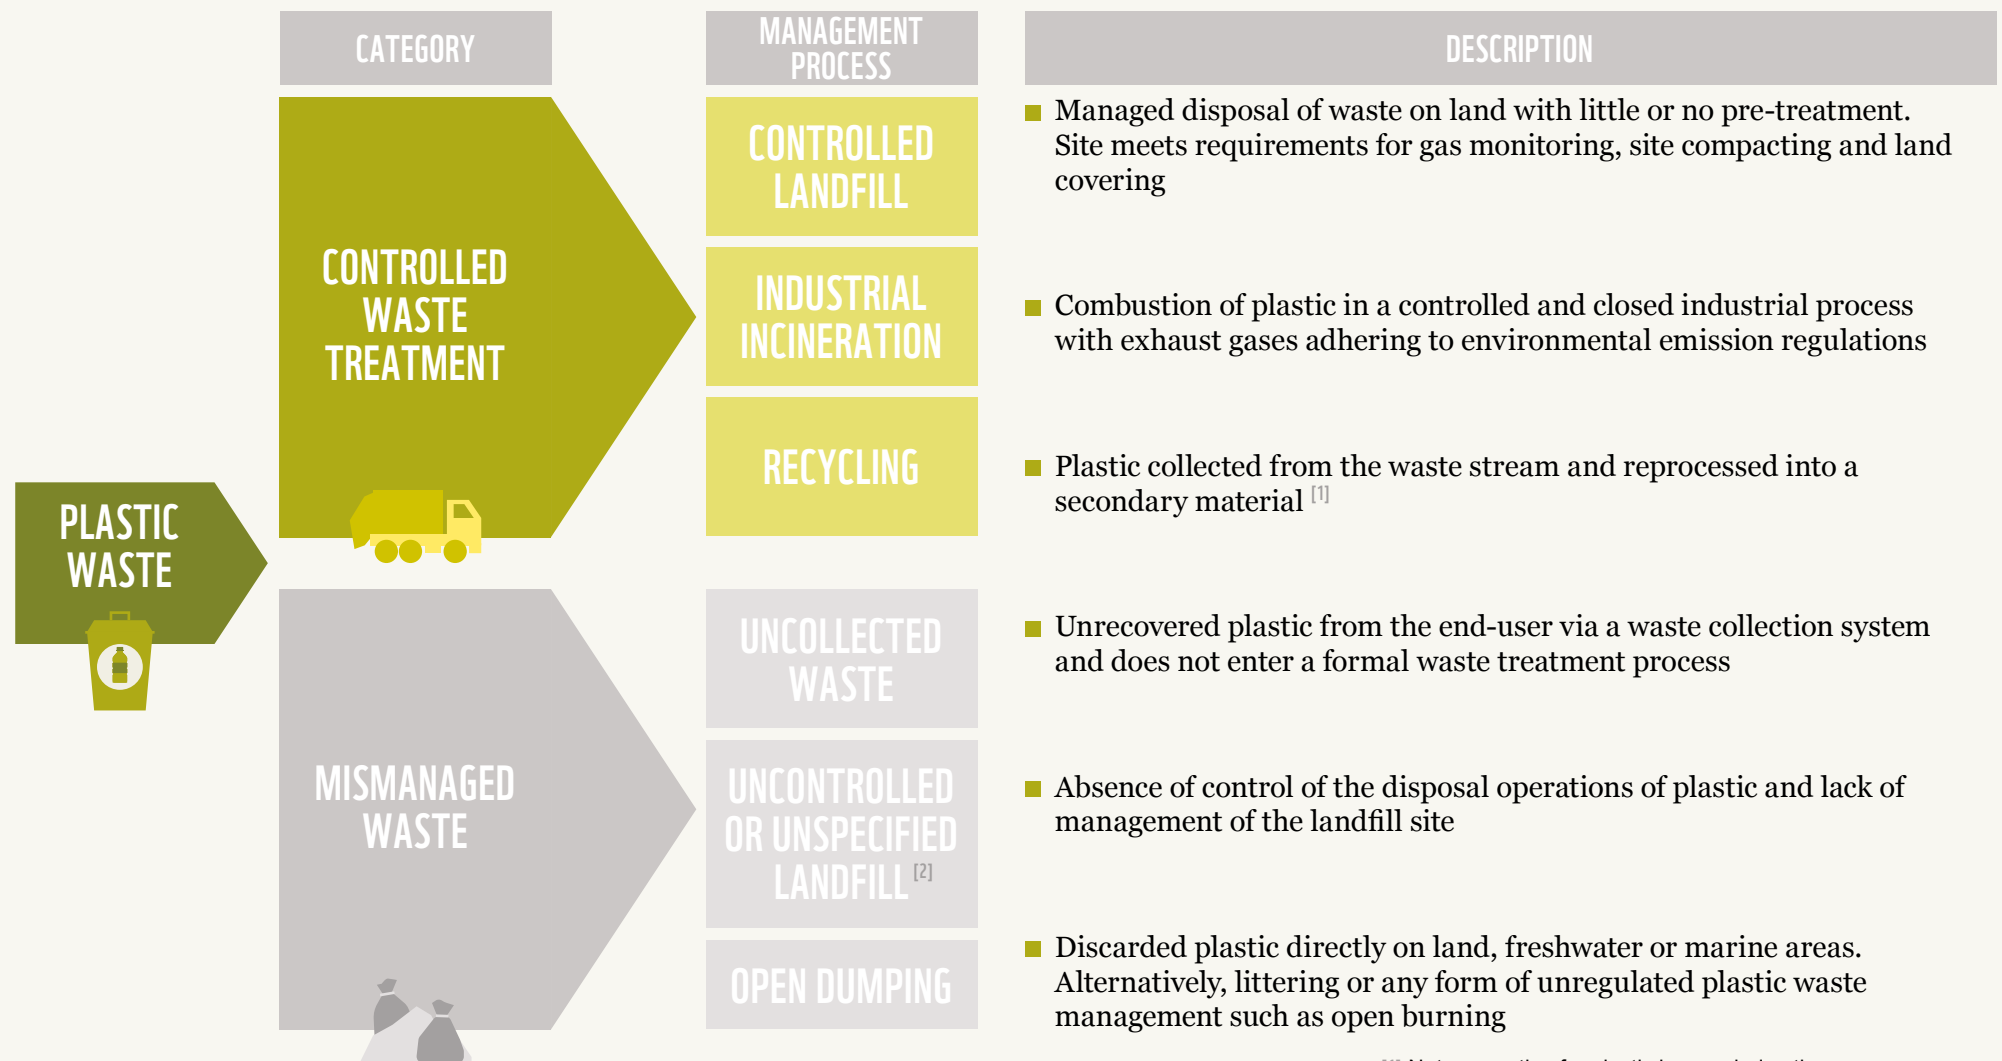 CATEGORY
MANAGEMENT
PROCESS
DESCRIPTION
PLASTIC
WASTE
CONTROLLED
WASTE
TREATMENT
CONTROLLED
LANDFILL
Managed disposal of waste on land with little or no pre-treatment.
Site meets requirements for gas monitoring, site compacting and land
covering
INDUSTRIAL
INCINERATION
Combustion of plastic in a controlled and closed industrial process
with exhaust gases adhering to environmental emission regulations
RECYCLING
Plastic collected from the waste stream and reprocessed into a
secondary material [1]
MISMANAGED
WASTE
UNCOLLECTED
WASTE
Unrecovered plastic from the end-user via a waste collection system
and does not enter a formal waste treatment process
UNCONTROLLED
OR UNSPECIFIED
LANDFILL [2]
Absence of control of the disposal operations of plastic and lack of
management of the landfill site
OPEN DUMPING
Discarded plastic directly on land, freshwater or marine areas.
Alternatively, littering or any form of unregulated plastic waste
management such as open burning